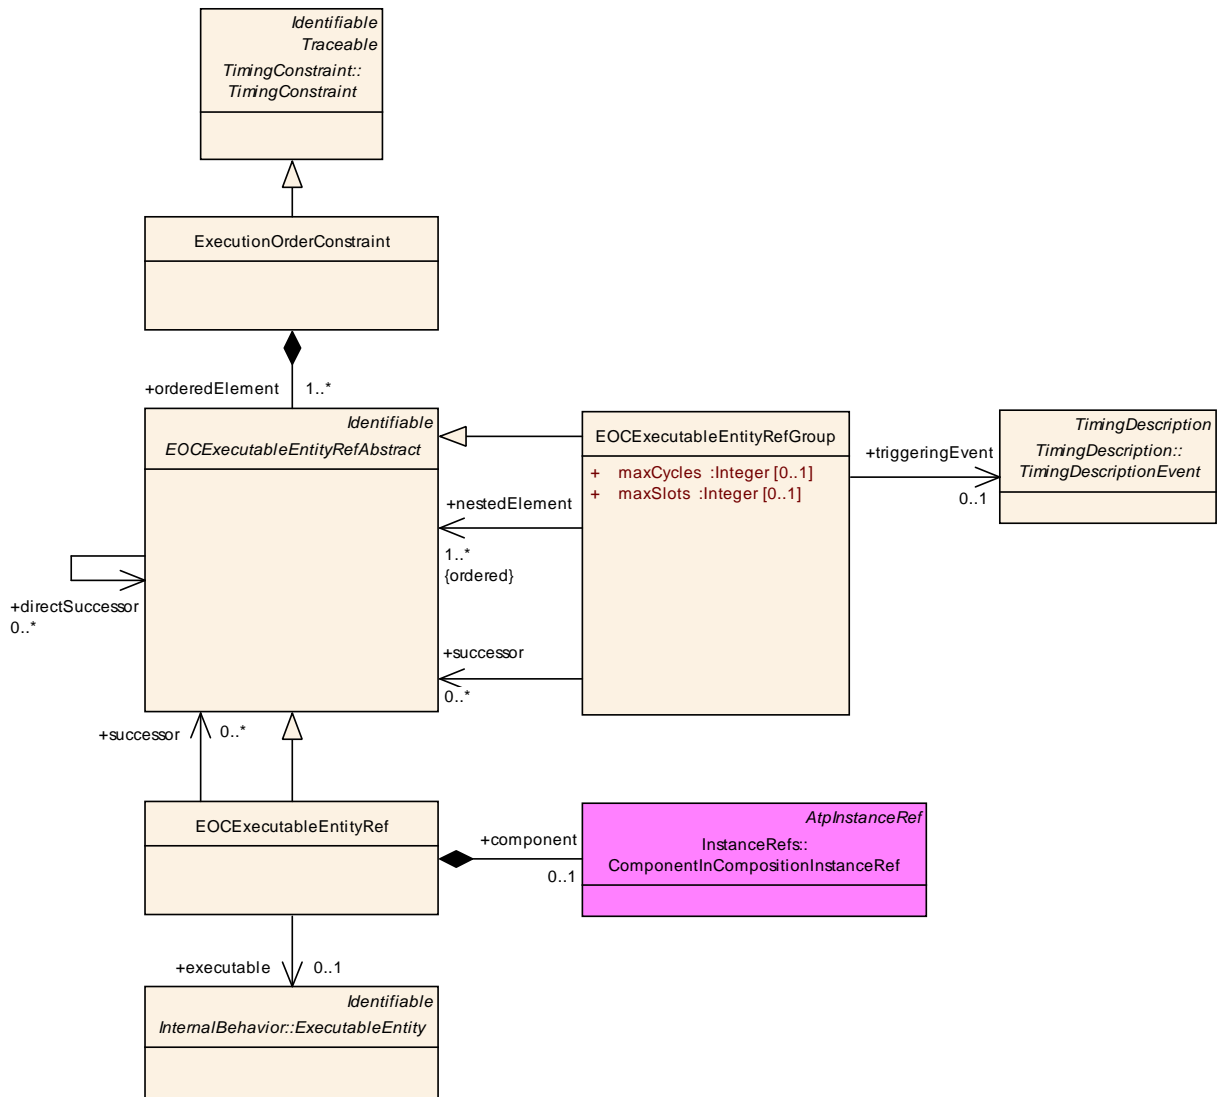 Identifiable
Traceable
TimingConstraint::
TimingConstraint
ExecutionOrderConstraint
+orderedElement 1..*
Identifiable
EOCExecutableEntityRefAbstract
EOCExecutableEntityRefGroup
+ maxCycles :Integer [0..1]
+ maxSlots :Integer [0..1]
+triggeringEvent
0..1
TimingDescription
TimingDescription::
TimingDescriptionEvent
+nestedElement
1..*
{ordered}
+directSuccessor
0..*
+successor
0..*
+successor 0..*
EOCExecutableEntityRef
+component
0..1
AtpInstanceRef
InstanceRefs::
ComponentInCompositionInstanceRef
+executable 0..1
Identifiable
InternalBehavior::ExecutableEntity